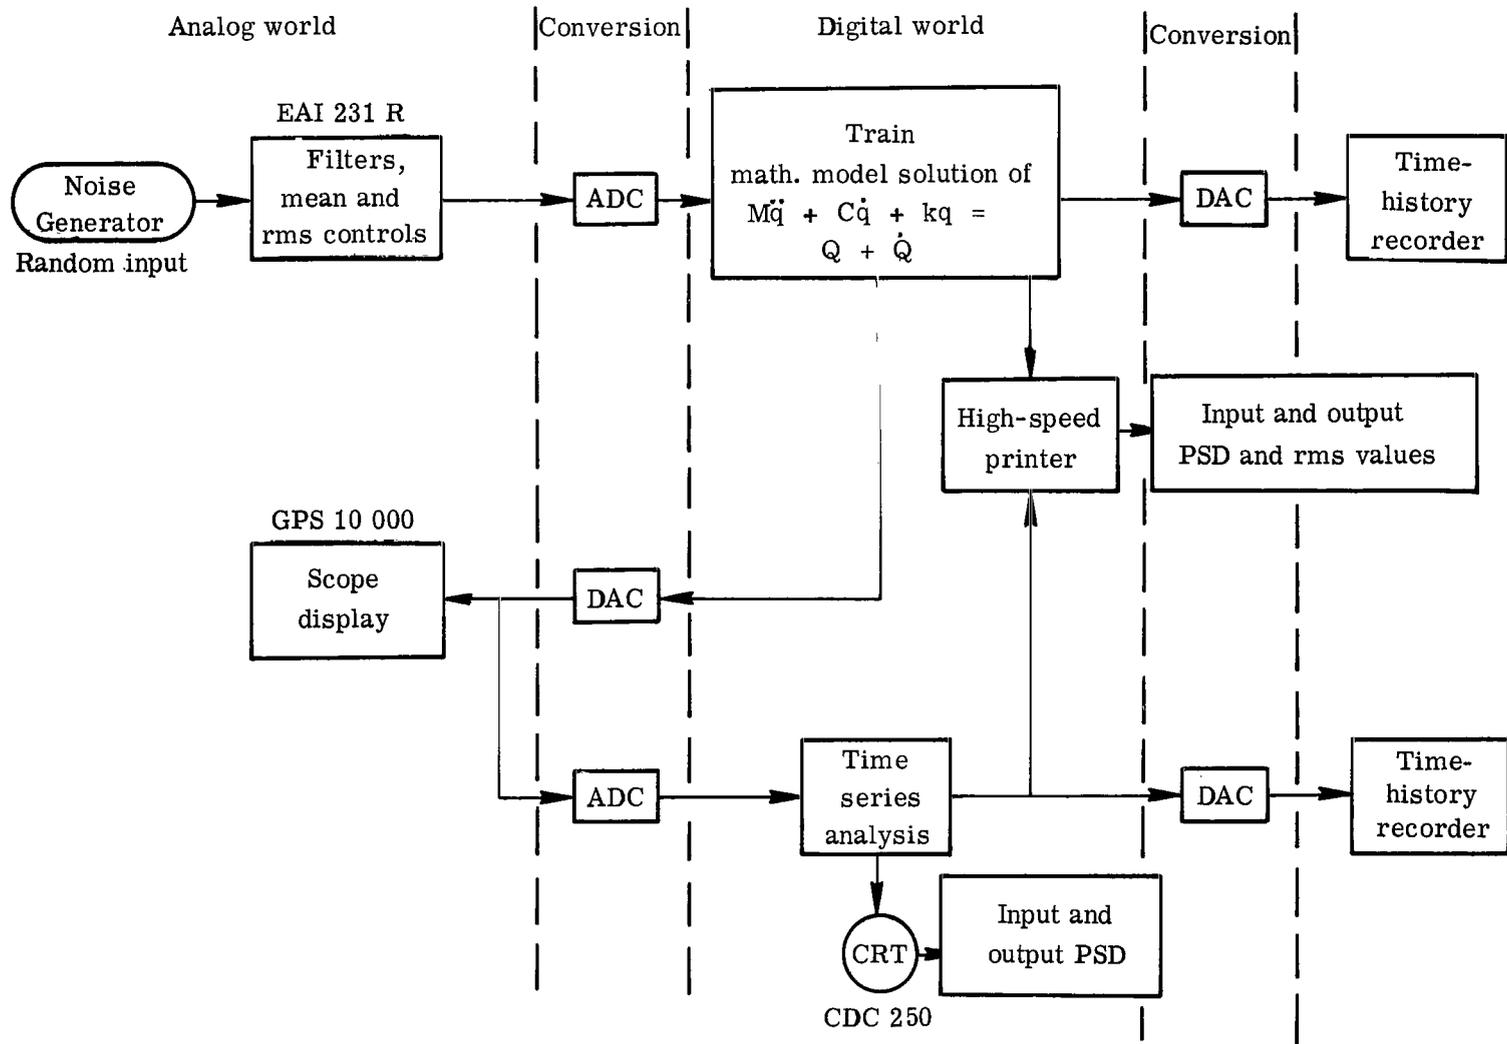 Analog world
Conversion
Digital world
Conversion
EAI 231 R
Noise
Generator
Random input
Filters,
mean and
rms controls
ADC
Train
math. model solution of
Mq̈ + Cq̇ + kq =
Q + Q̇
DAC
Time-
history
recorder
High-speed
printer
Input and output
PSD and rms values
GPS 10 000
Scope
display
DAC
ADC
Time
series
analysis
DAC
Time-
history
recorder
CRT
CDC 250
Input and
output PSD